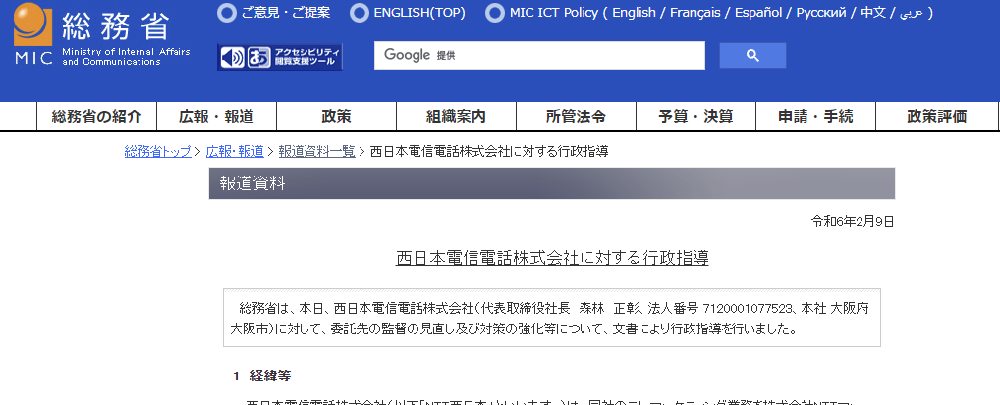 総務省
MIC
Ministry of Internal Affairs
and Communications
ご意見・ご提案 ENGLISH(TOP) MIC ICT Policy ( English / Français / Español / Русский / 中文 / عربي )
あ アクセシビリティ
閲覧支援ツール
Google 提供
総務省の紹介 広報・報道 政策 組織案内 所管法令 予算・決算 申請・手続 政策評価
総務省トップ > 広報・報道 > 報道資料一覧 > 西日本電信電話株式会社に対する行政指導
報道資料
令和6年2月9日
西日本電信電話株式会社に対する行政指導
総務省は、本日、西日本電信電話株式会社(代表取締役社長 森林 正彰、法人番号 7120001077523、本社 大阪府
大阪市)に対して、委託先の監督の見直し及び対策の強化等について、文書により行政指導を行いました。
1 経緯等